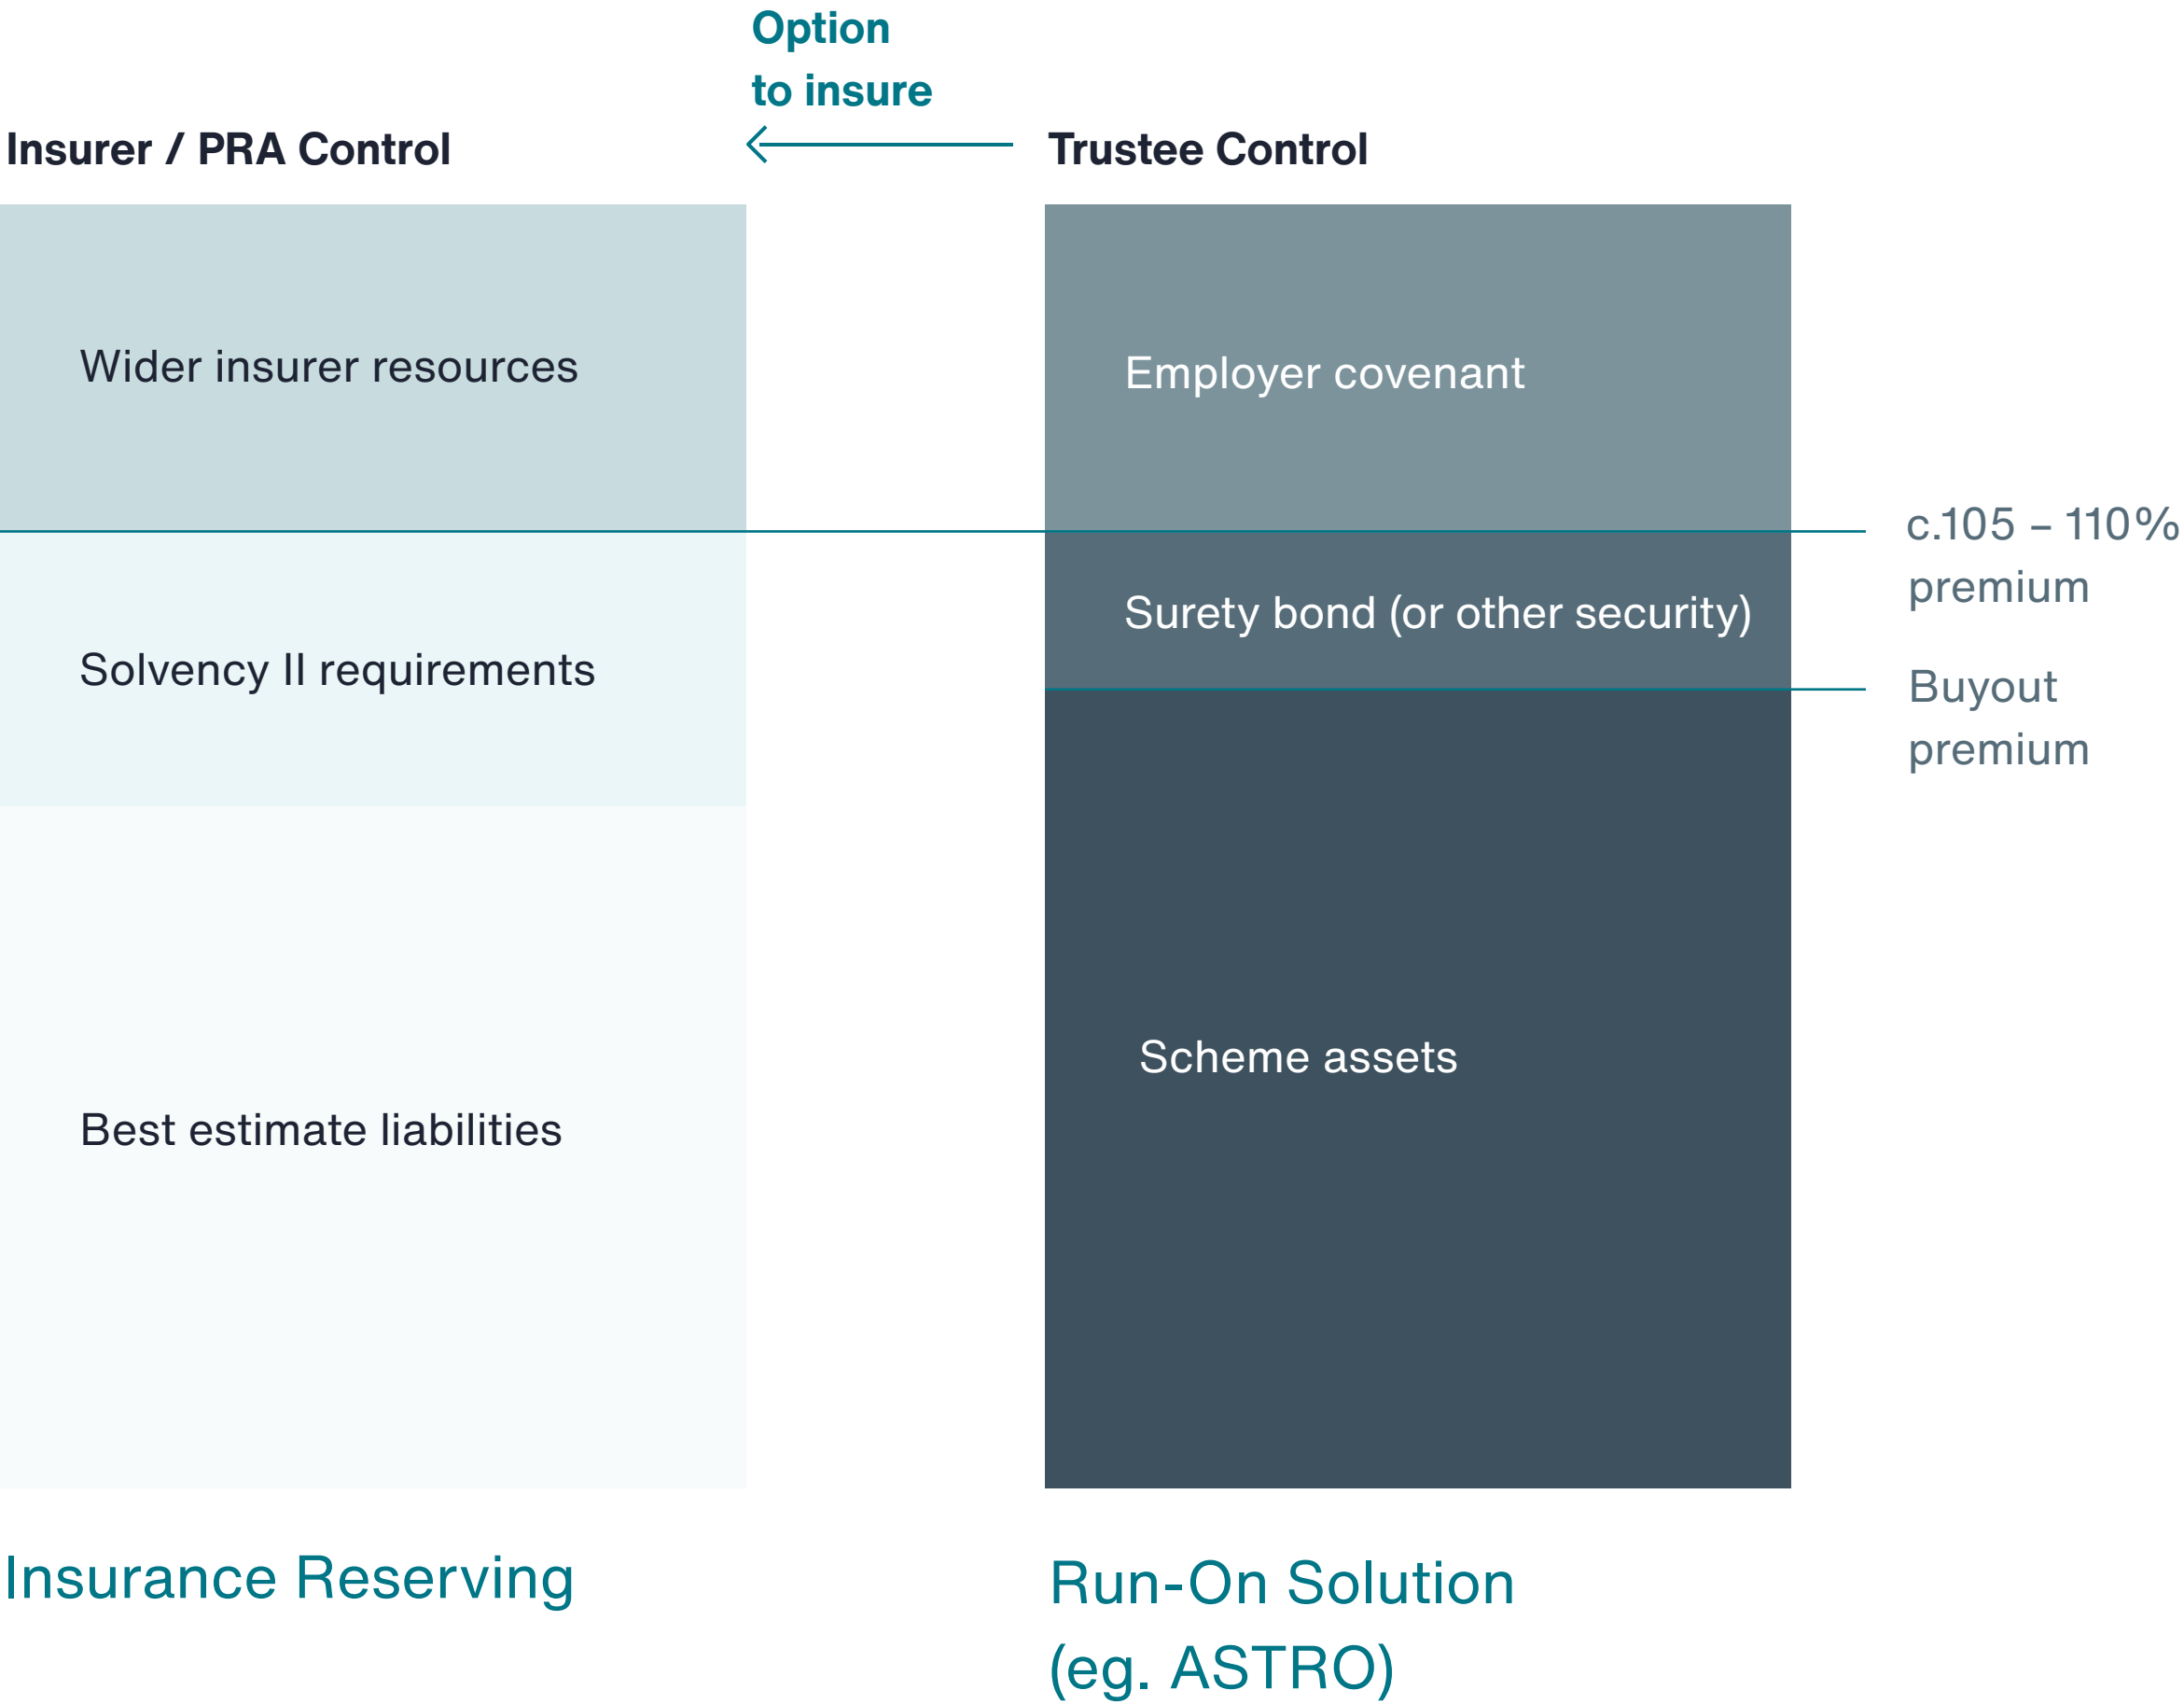 Option
to insure
Insurer / PRA Control
Trustee Control
Wider insurer resources
Employer covenant
c.105 – 110%
premium
Surety bond (or other security)
Solvency II requirements
Buyout
premium
Scheme assets
Best estimate liabilities
Insurance Reserving
Run-On Solution
(eg. ASTRO)